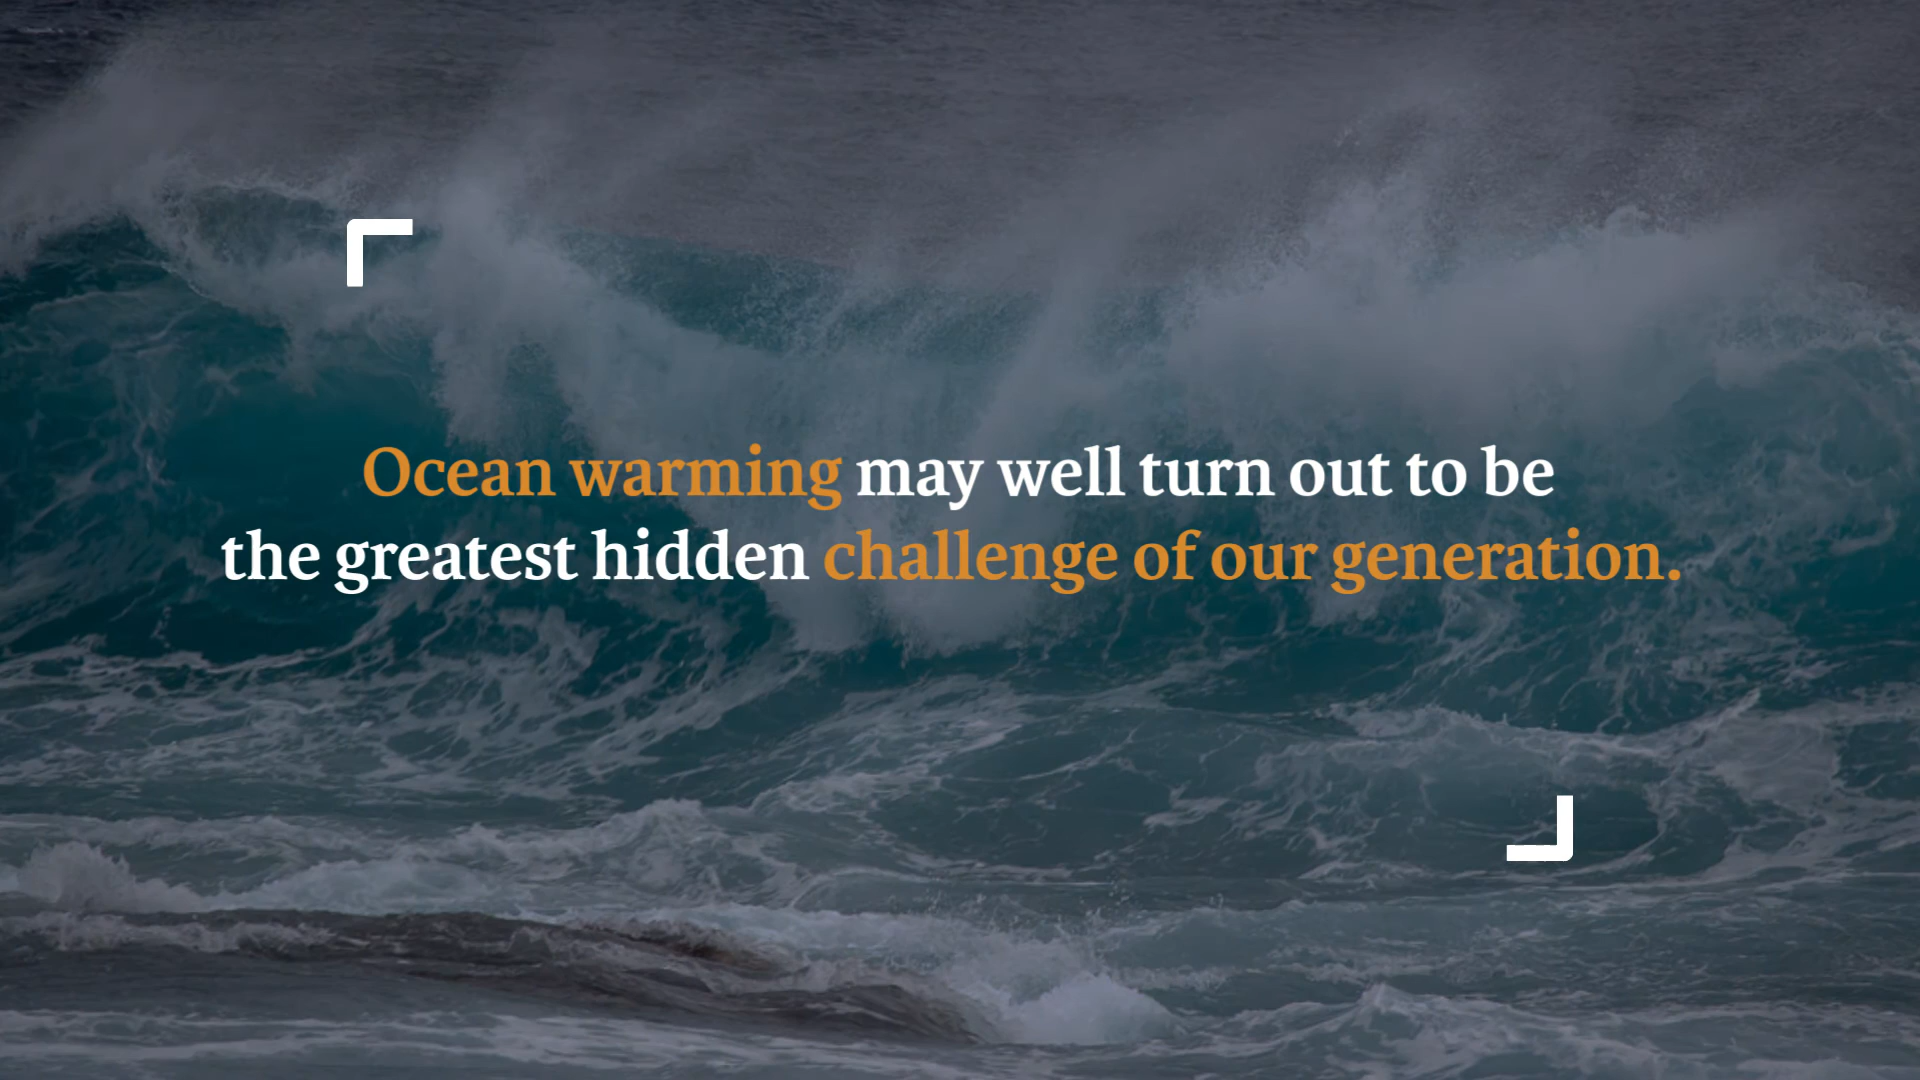 Ocean warming may well turn out to be
the greatest hidden challenge of our generation.